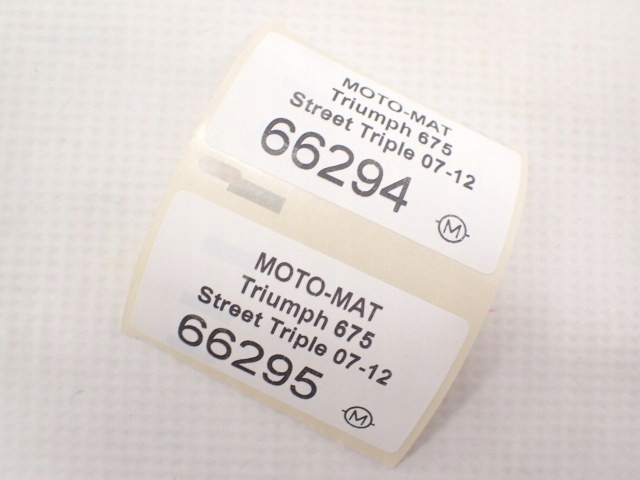 MOTO-MAT
Triumph 675
Street Triple 07-12
66294
M
MOTO-MAT
Triumph 675
Street Triple 07-12
66295
M